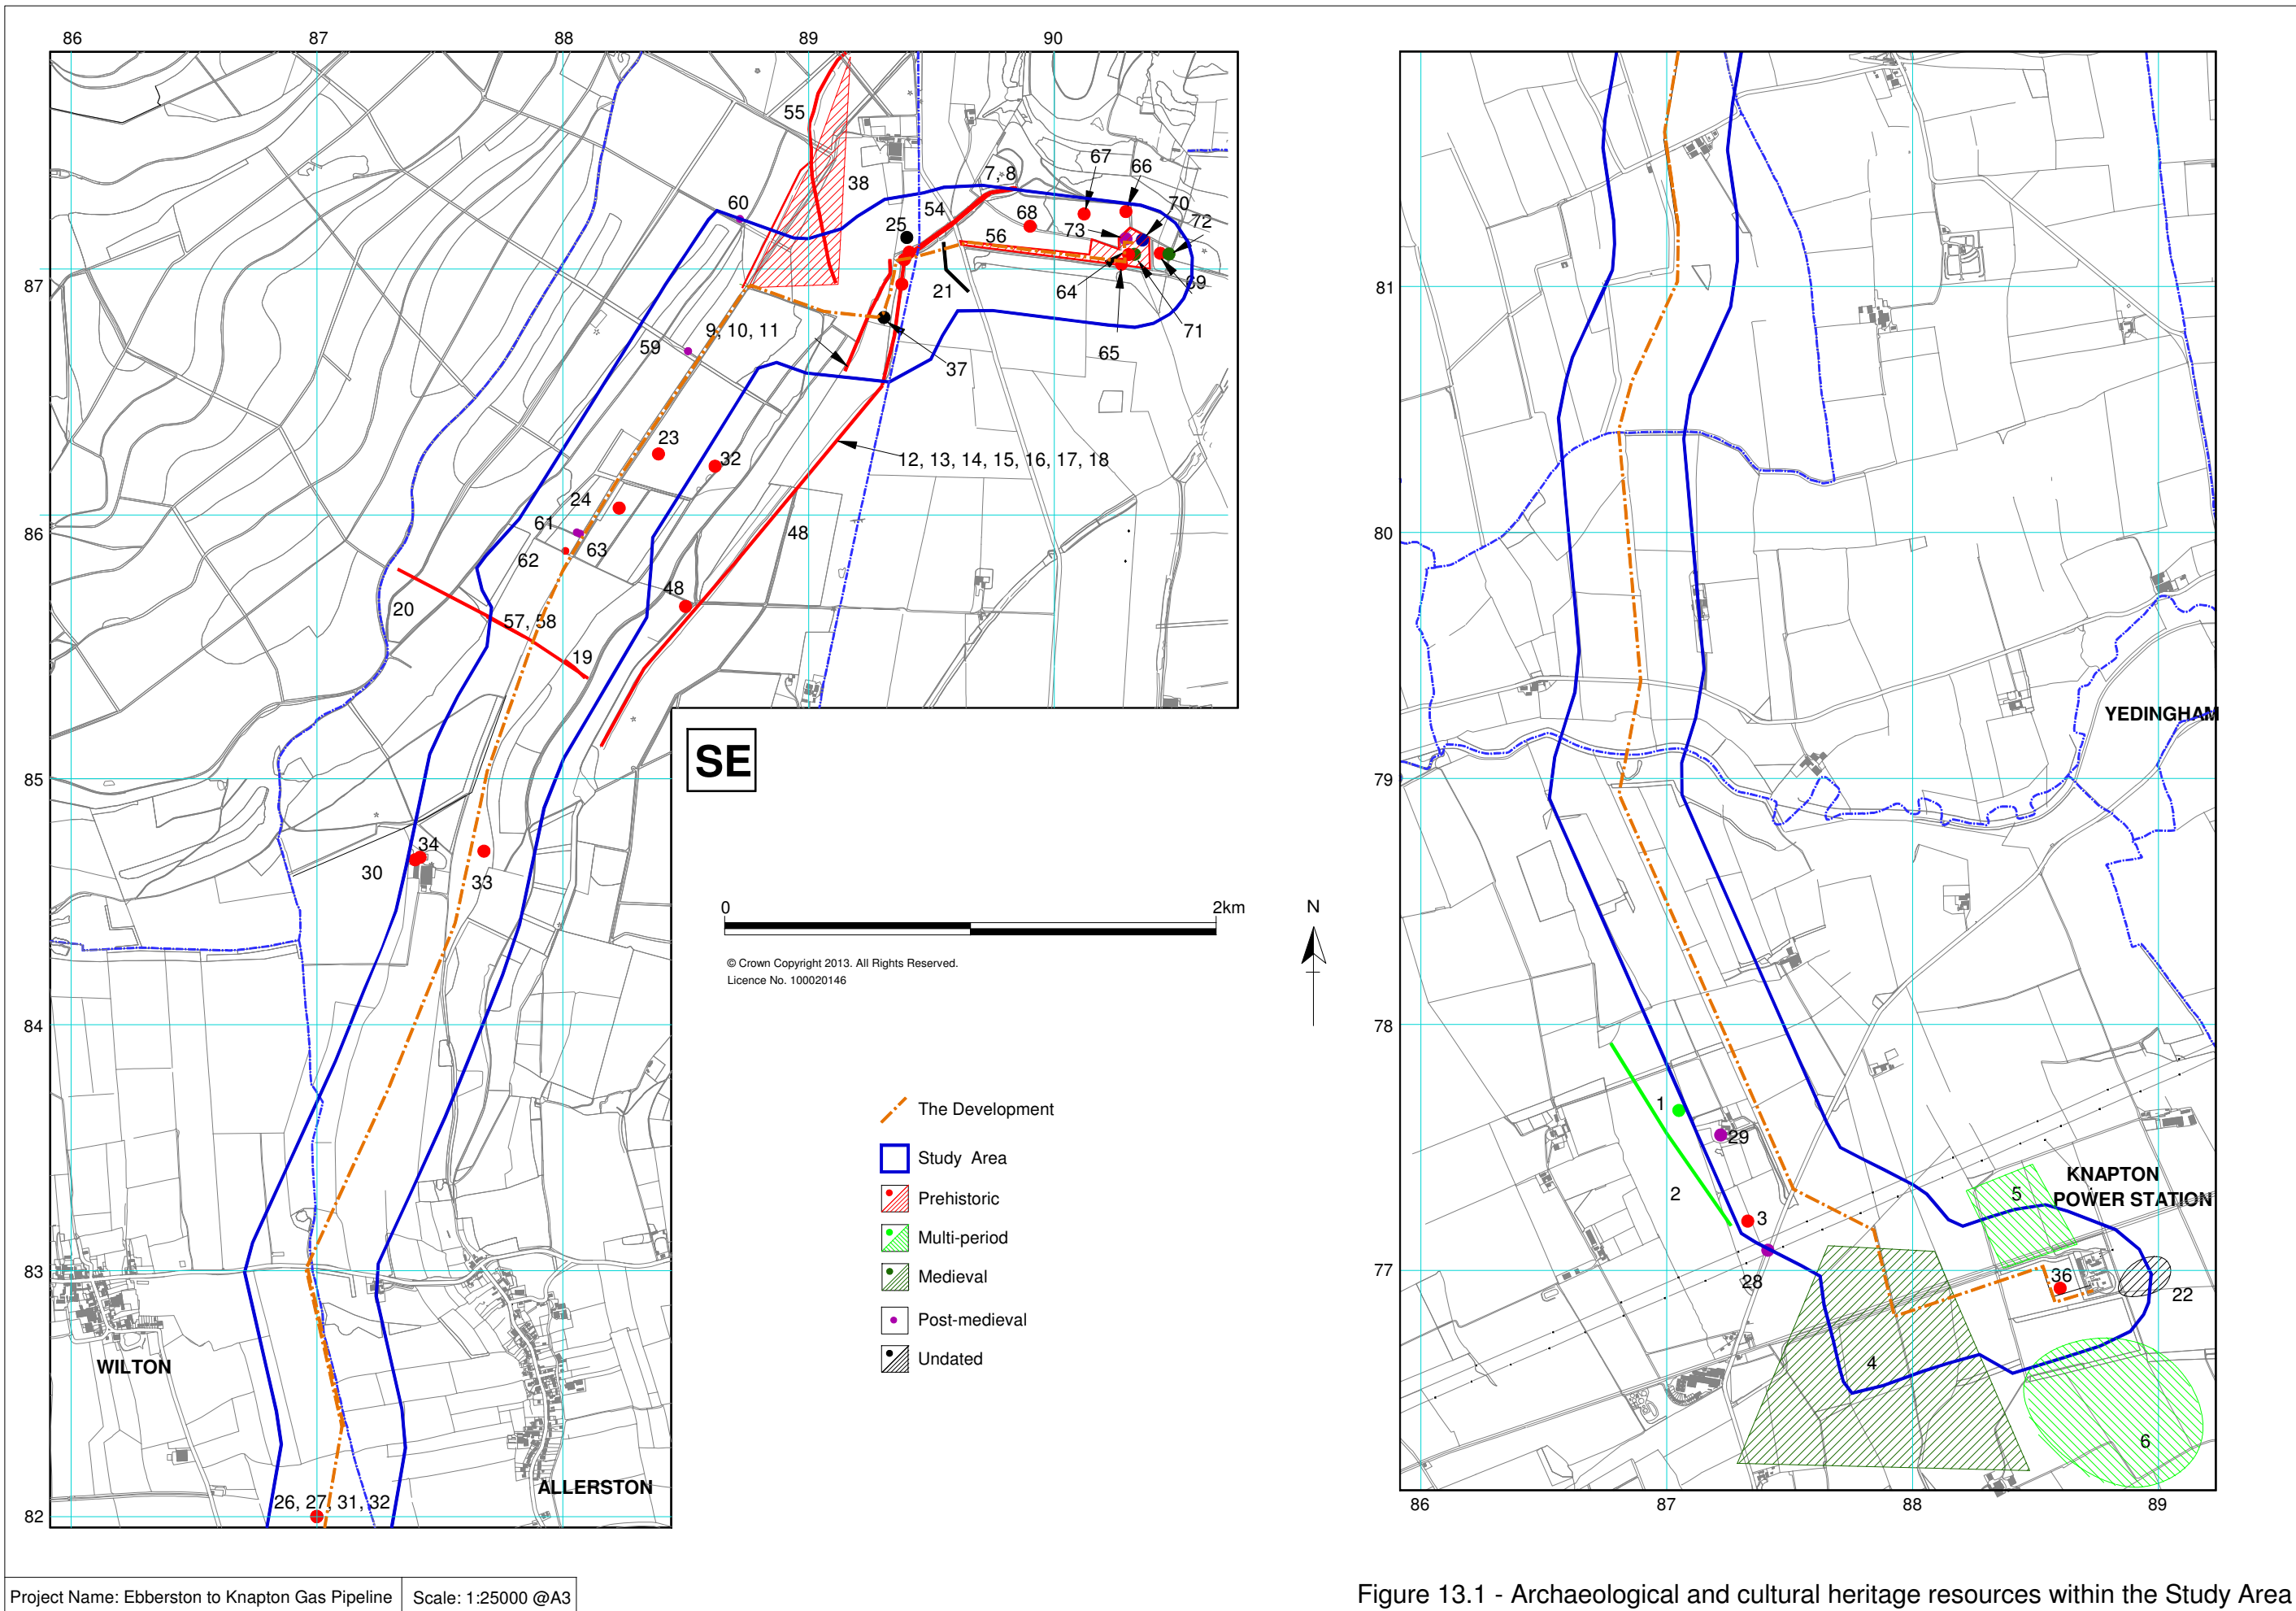 86 87 88 89 90
55
38
7, 8
67
66
60
54
68
70
72
25
73
56
87
21
64
69
71
9, 10, 11
59
65
37
23
32
12, 13, 14, 15, 16, 17, 18
24
61
48
86
63
62
48
20
57, 58
19
SE
85
34
30
33
0 2km
N
© Crown Copyright 2013. All Rights Reserved.
Licence No. 100020146
84
The Development
Study Area
Prehistoric
Multi-period
Medieval
Post-medieval
Undated
83
WILTON
ALLERSTON
26, 27, 31, 32
82
81
80
YEDINGHAM
79
78
1
29
2
3
5
KNAPTON
POWER STATION
77
28
36
22
4
6
86 87 88 89
Project Name: Ebberston to Knapton Gas Pipeline
Scale: 1:25000 @A3
Figure 13.1 - Archaeological and cultural heritage resources within the Study Area